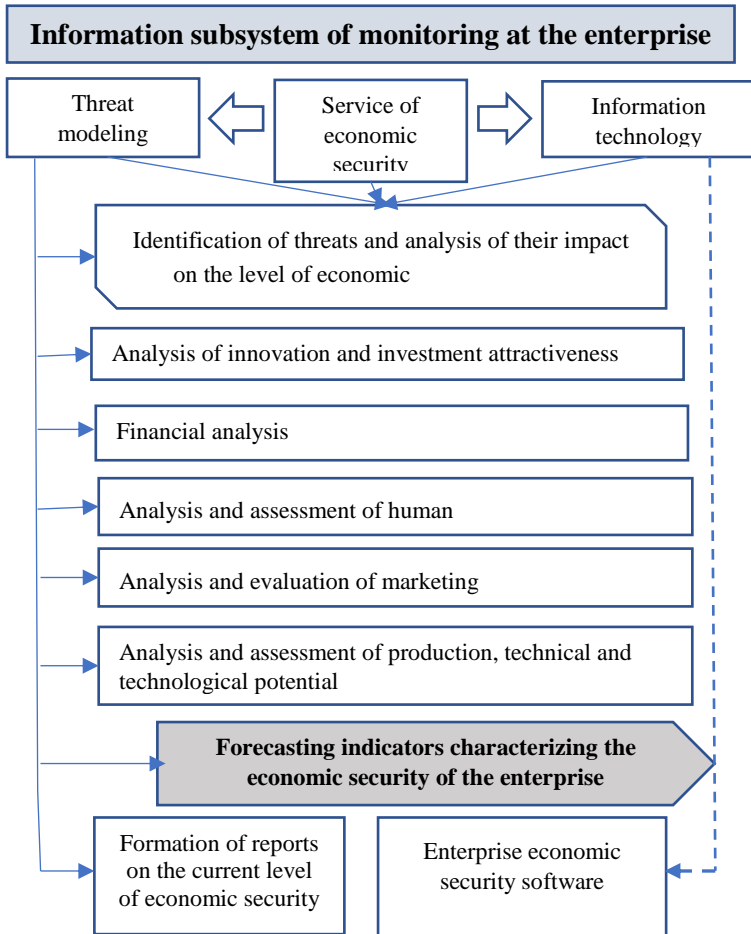 Information subsystem of monitoring at the enterprise
Threat
modeling
Service of
economic
security
Information
technology
Identification of threats and analysis of their impact
on the level of economic
Analysis of innovation and investment attractiveness
Financial analysis
Analysis and assessment of human
Analysis and evaluation of marketing
Analysis and assessment of production, technical and
technological potential
Forecasting indicators characterizing the
economic security of the enterprise
Formation of reports
on the current level
of economic security
Enterprise economic
security software